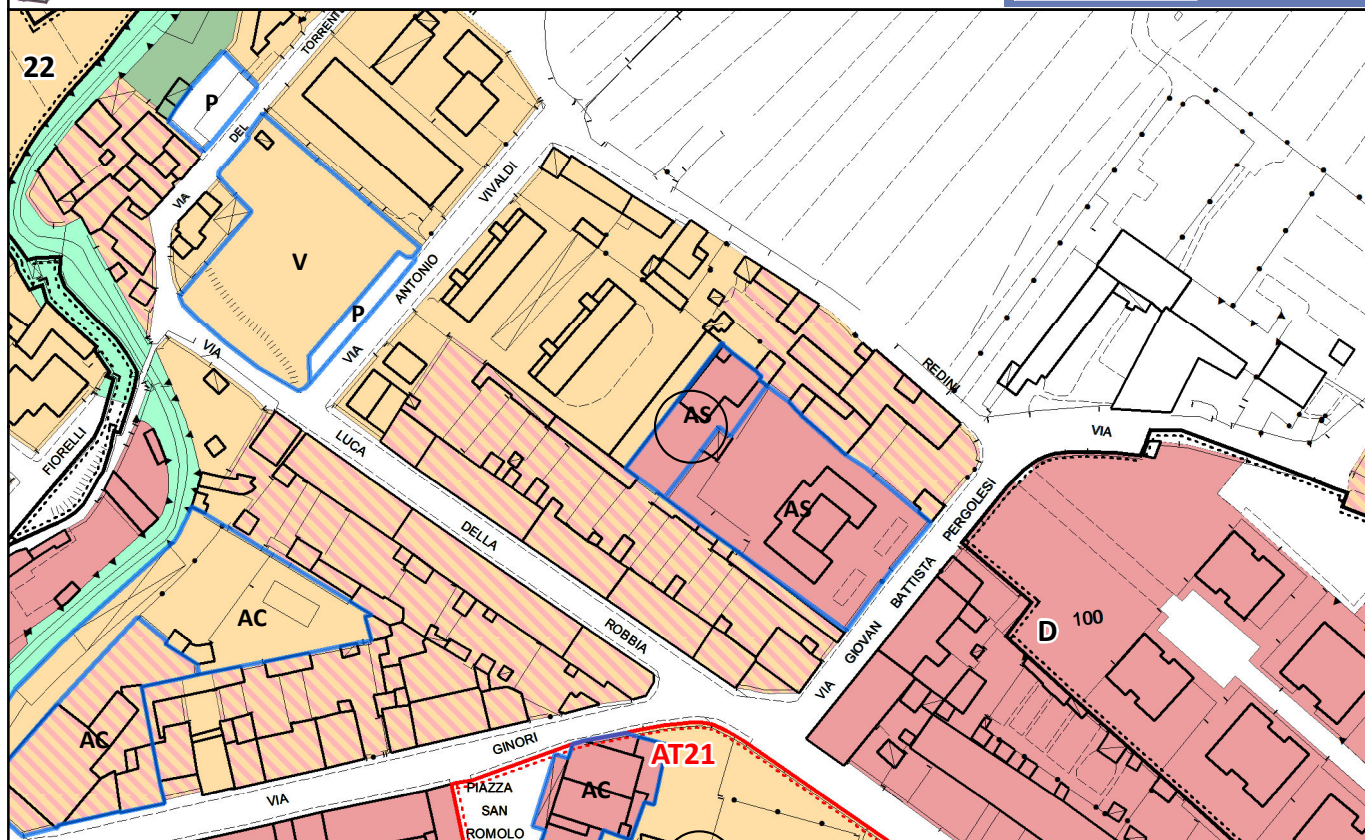 22
P
TORRENTE
DEL
VIA
VIVALDI
ANTONIO
VIA
V
P
VIA
LUCA
DELLA
ROBBIA
FIORELLI
AS
AS
REDINI
VIA
PERGOLESI
BATTISTA
GIOVAN
VIA
D
100
AC
AC
GINORI
VIA
AT21
AC
PIAZZA
SAN
ROMOLO